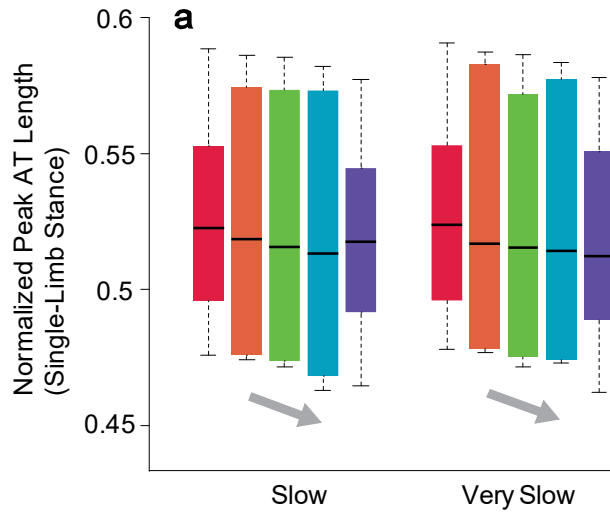 a
0.6
0.55
0.5
0.45
Normalized Peak AT Length
(Single-Limb Stance)
Slow
Very Slow